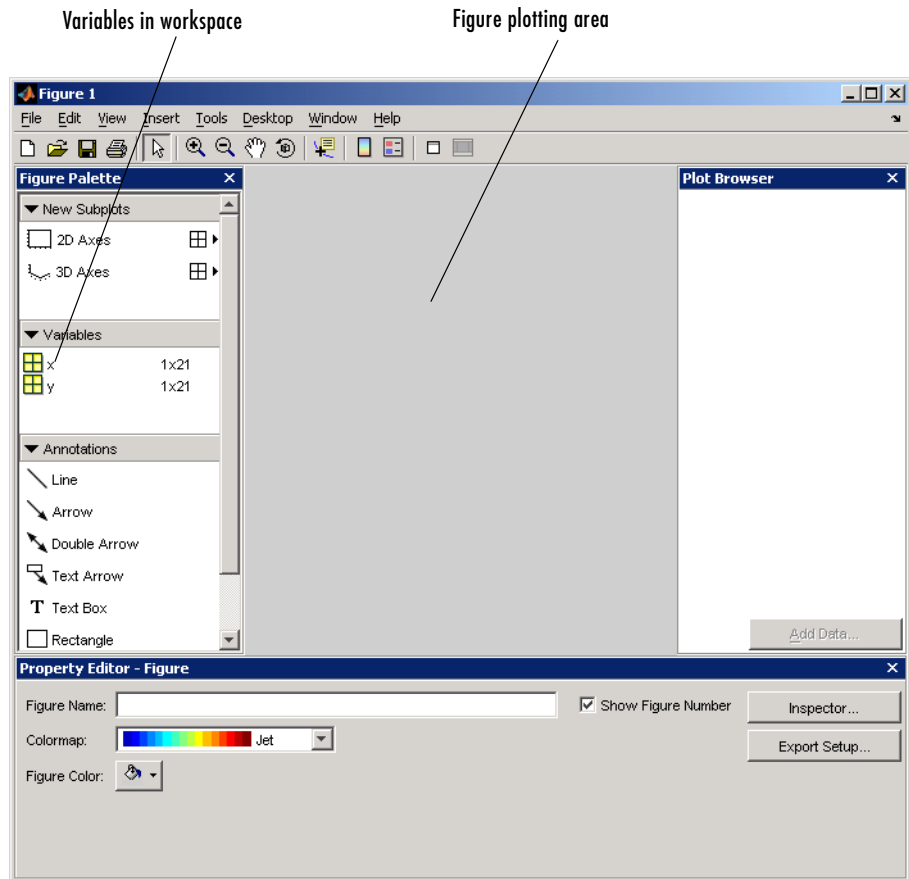 Variables in workspace
Figure plotting area
Figure 1
File Edit View Insert Tools Desktop Window Help
Figure Palette
New Subplots
2D Axes
3D Axes
Variables
x 1x21
y 1x21
Annotations
Line
Arrow
Double Arrow
Text Arrow
T Text Box
Rectangle
Plot Browser
Add Data...
Property Editor - Figure
Figure Name:
Show Figure Number
Inspector...
Colormap: Jet
Export Setup...
Figure Color: